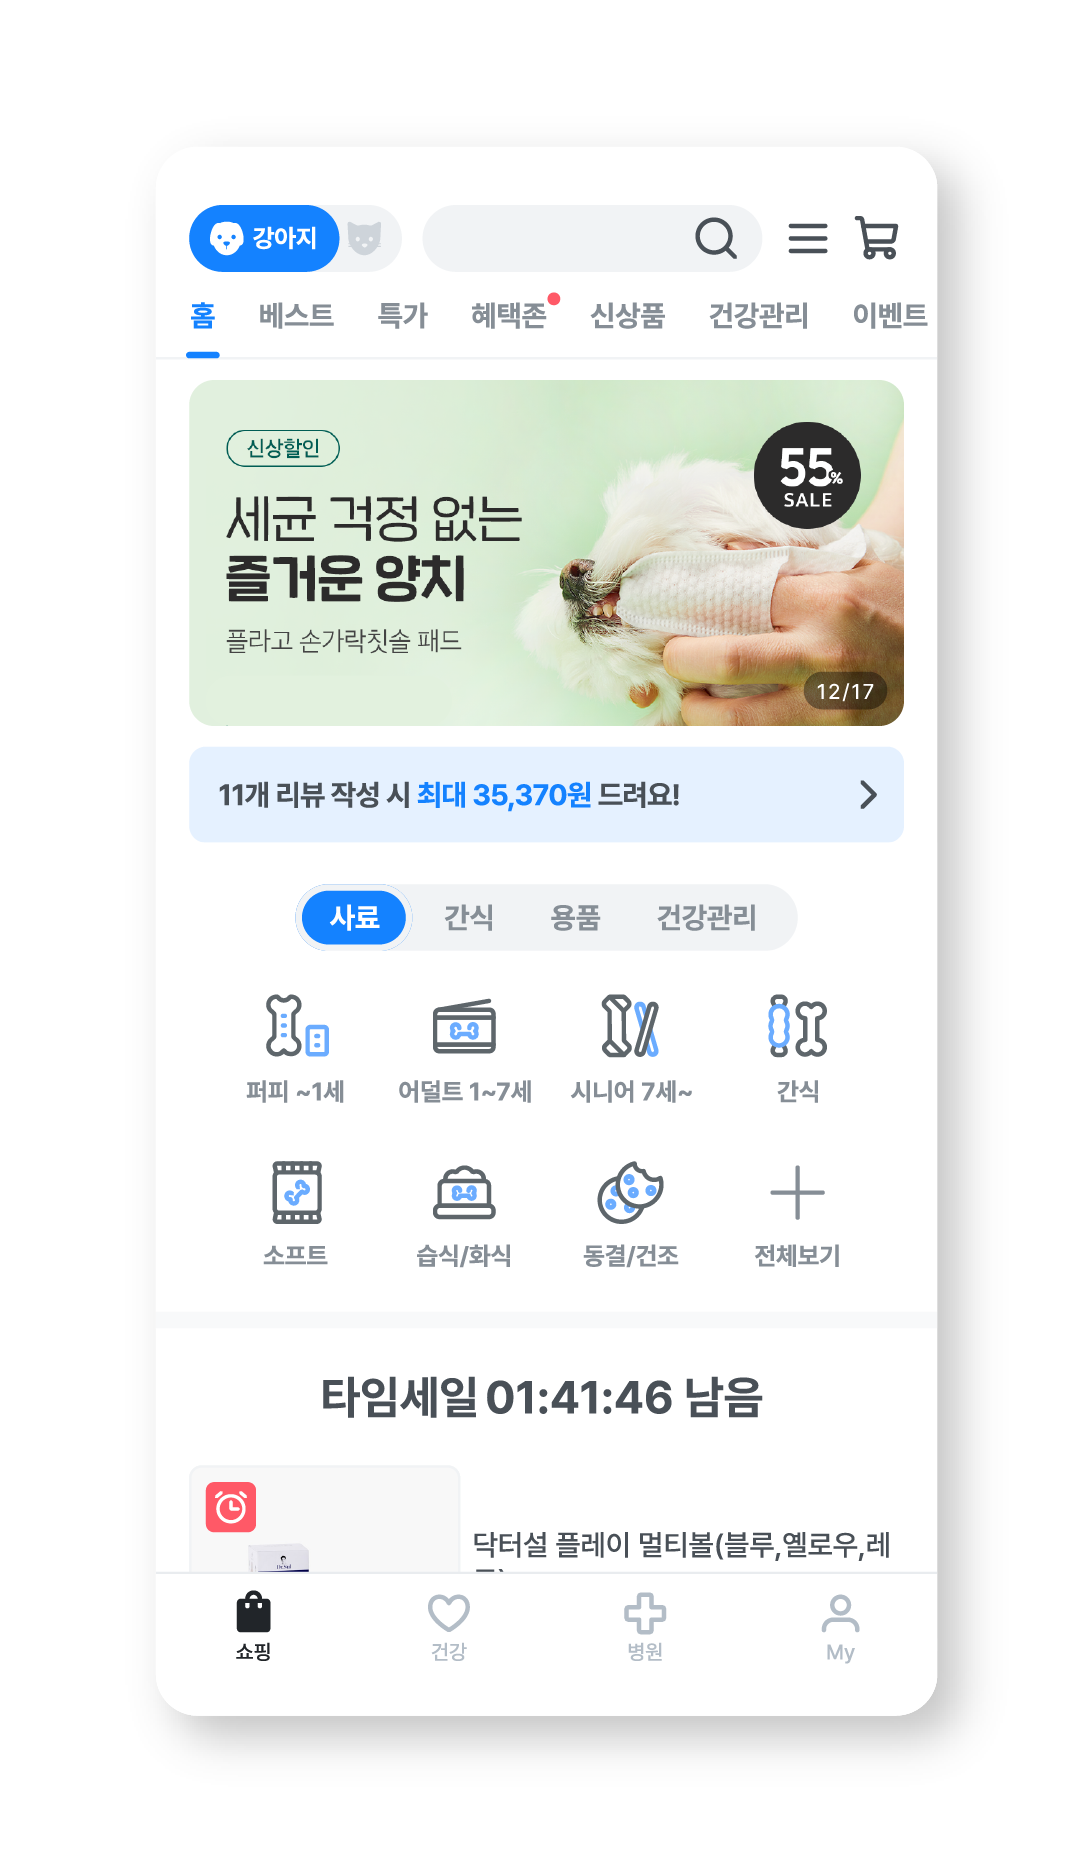 강아지
홈 베스트 특가 혜택존 신상품 건강관리 이벤트
신상할인
55%
SALE
세균 걱정 없는
즐거운 양치
플라고 손가락칫솔 패드
12/17
11개 리뷰 작성 시 최대 35,370원 드려요!
사료 간식 용품 건강관리
퍼피 ~1세 어덜트 1~7세 시니어 7세~ 간식
소프트 습식/화식 동결/건조 전체보기
타임세일 01:41:46 남음
닥터설 플레이 멀티볼(블루,옐로우,레
쇼핑 건강 병원 My